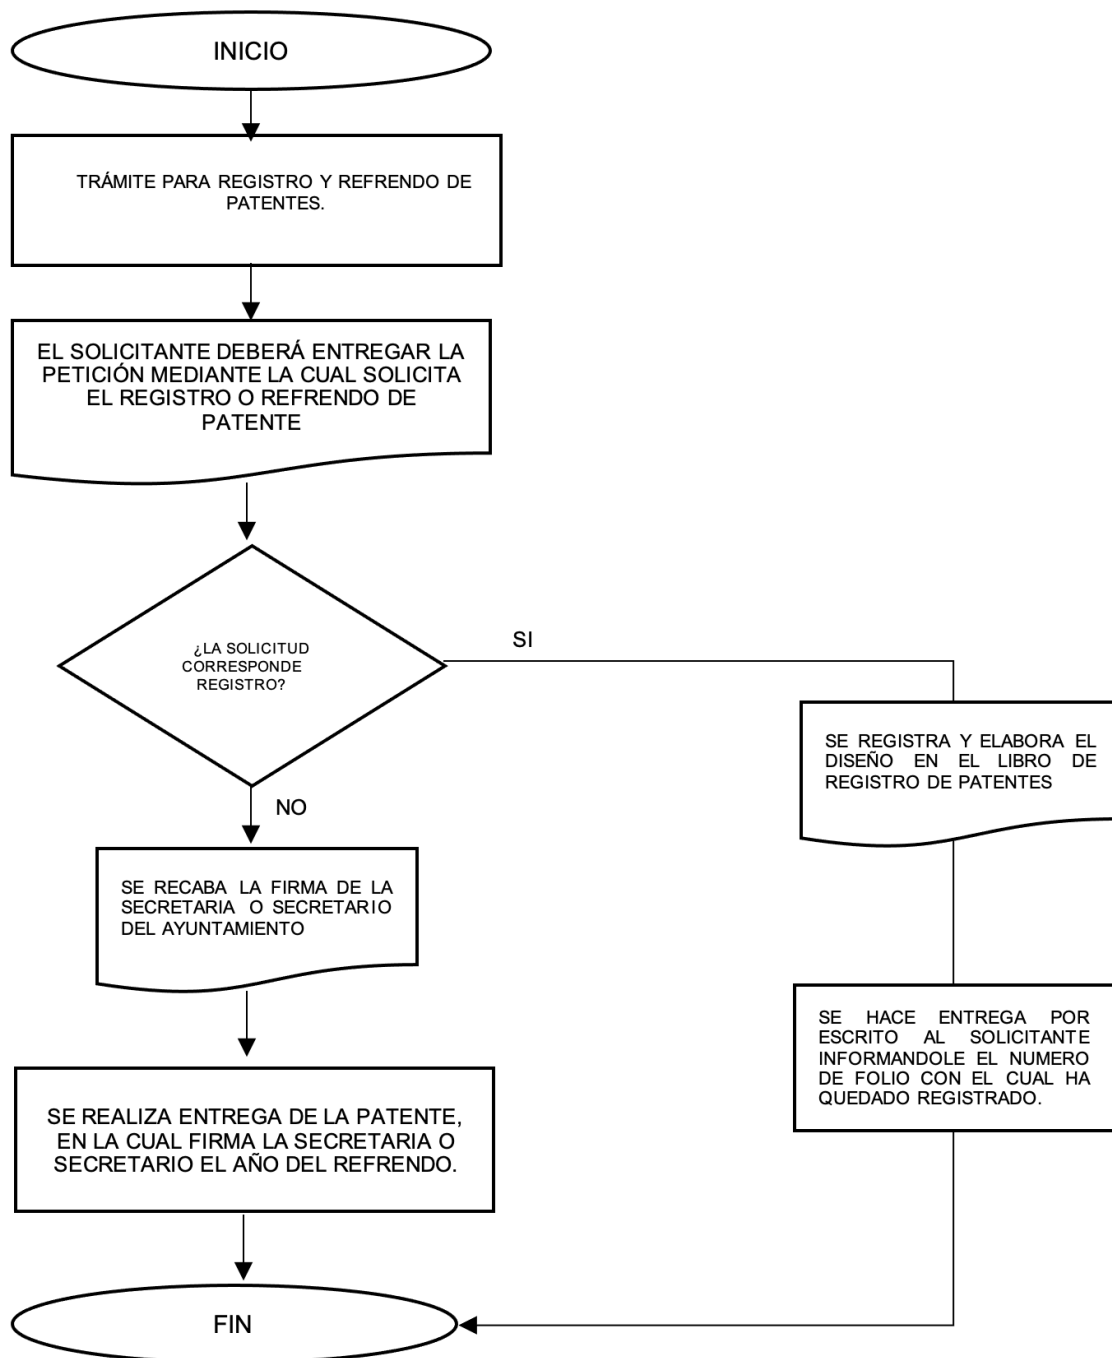 INICIO
TRÁMITE PARA REGISTRO Y REFRENDO DE
PATENTES.
EL SOLICITANTE DEBERÁ ENTREGAR LA
PETICIÓN MEDIANTE LA CUAL SOLICITA
EL REGISTRO O REFRENDO DE
PATENTE
¿LA SOLICITUD
CORRESPONDE
REGISTRO?
SI
SE REGISTRA Y ELABORA EL
DISEÑO EN EL LIBRO DE
REGISTRO DE PATENTES
NO
SE RECABA LA FIRMA DE LA
SECRETARIA O SECRETARIO
DEL AYUNTAMIENTO
SE HACE ENTREGA POR
ESCRITO AL SOLICITANTE
INFORMANDOLE EL NUMERO
DE FOLIO CON EL CUAL HA
QUEDADO REGISTRADO.
SE REALIZA ENTREGA DE LA PATENTE,
EN LA CUAL FIRMA LA SECRETARIA O
SECRETARIO EL AÑO DEL REFRENDO.
FIN